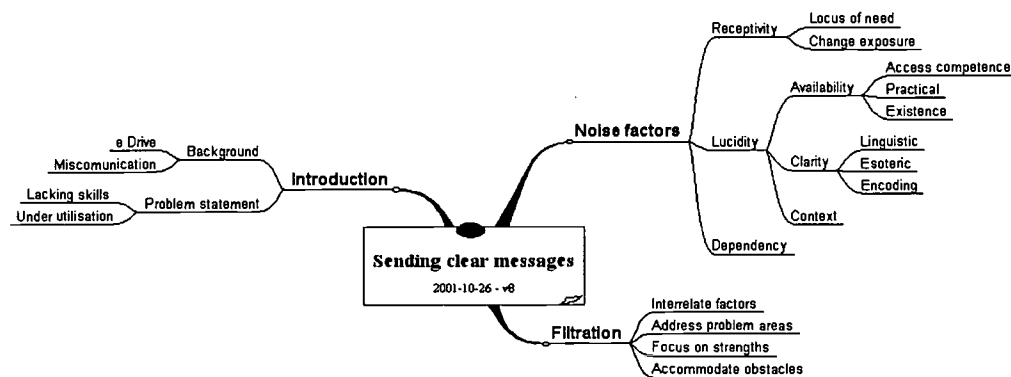 Sending clear messages
2001-10-26 - v8
Introduction
Background
e Drive
Miscomunication
Problem statement
Lacking skills
Under utilisation
Noise factors
Receptivity
Locus of need
Change exposure
Lucidity
Availability
Access competence
Practical
Existence
Clarity
Linguistic
Esoteric
Encoding
Context
Dependency
Filtration
Interrelate factors
Address problem areas
Focus on strengths
Accommodate obstacles